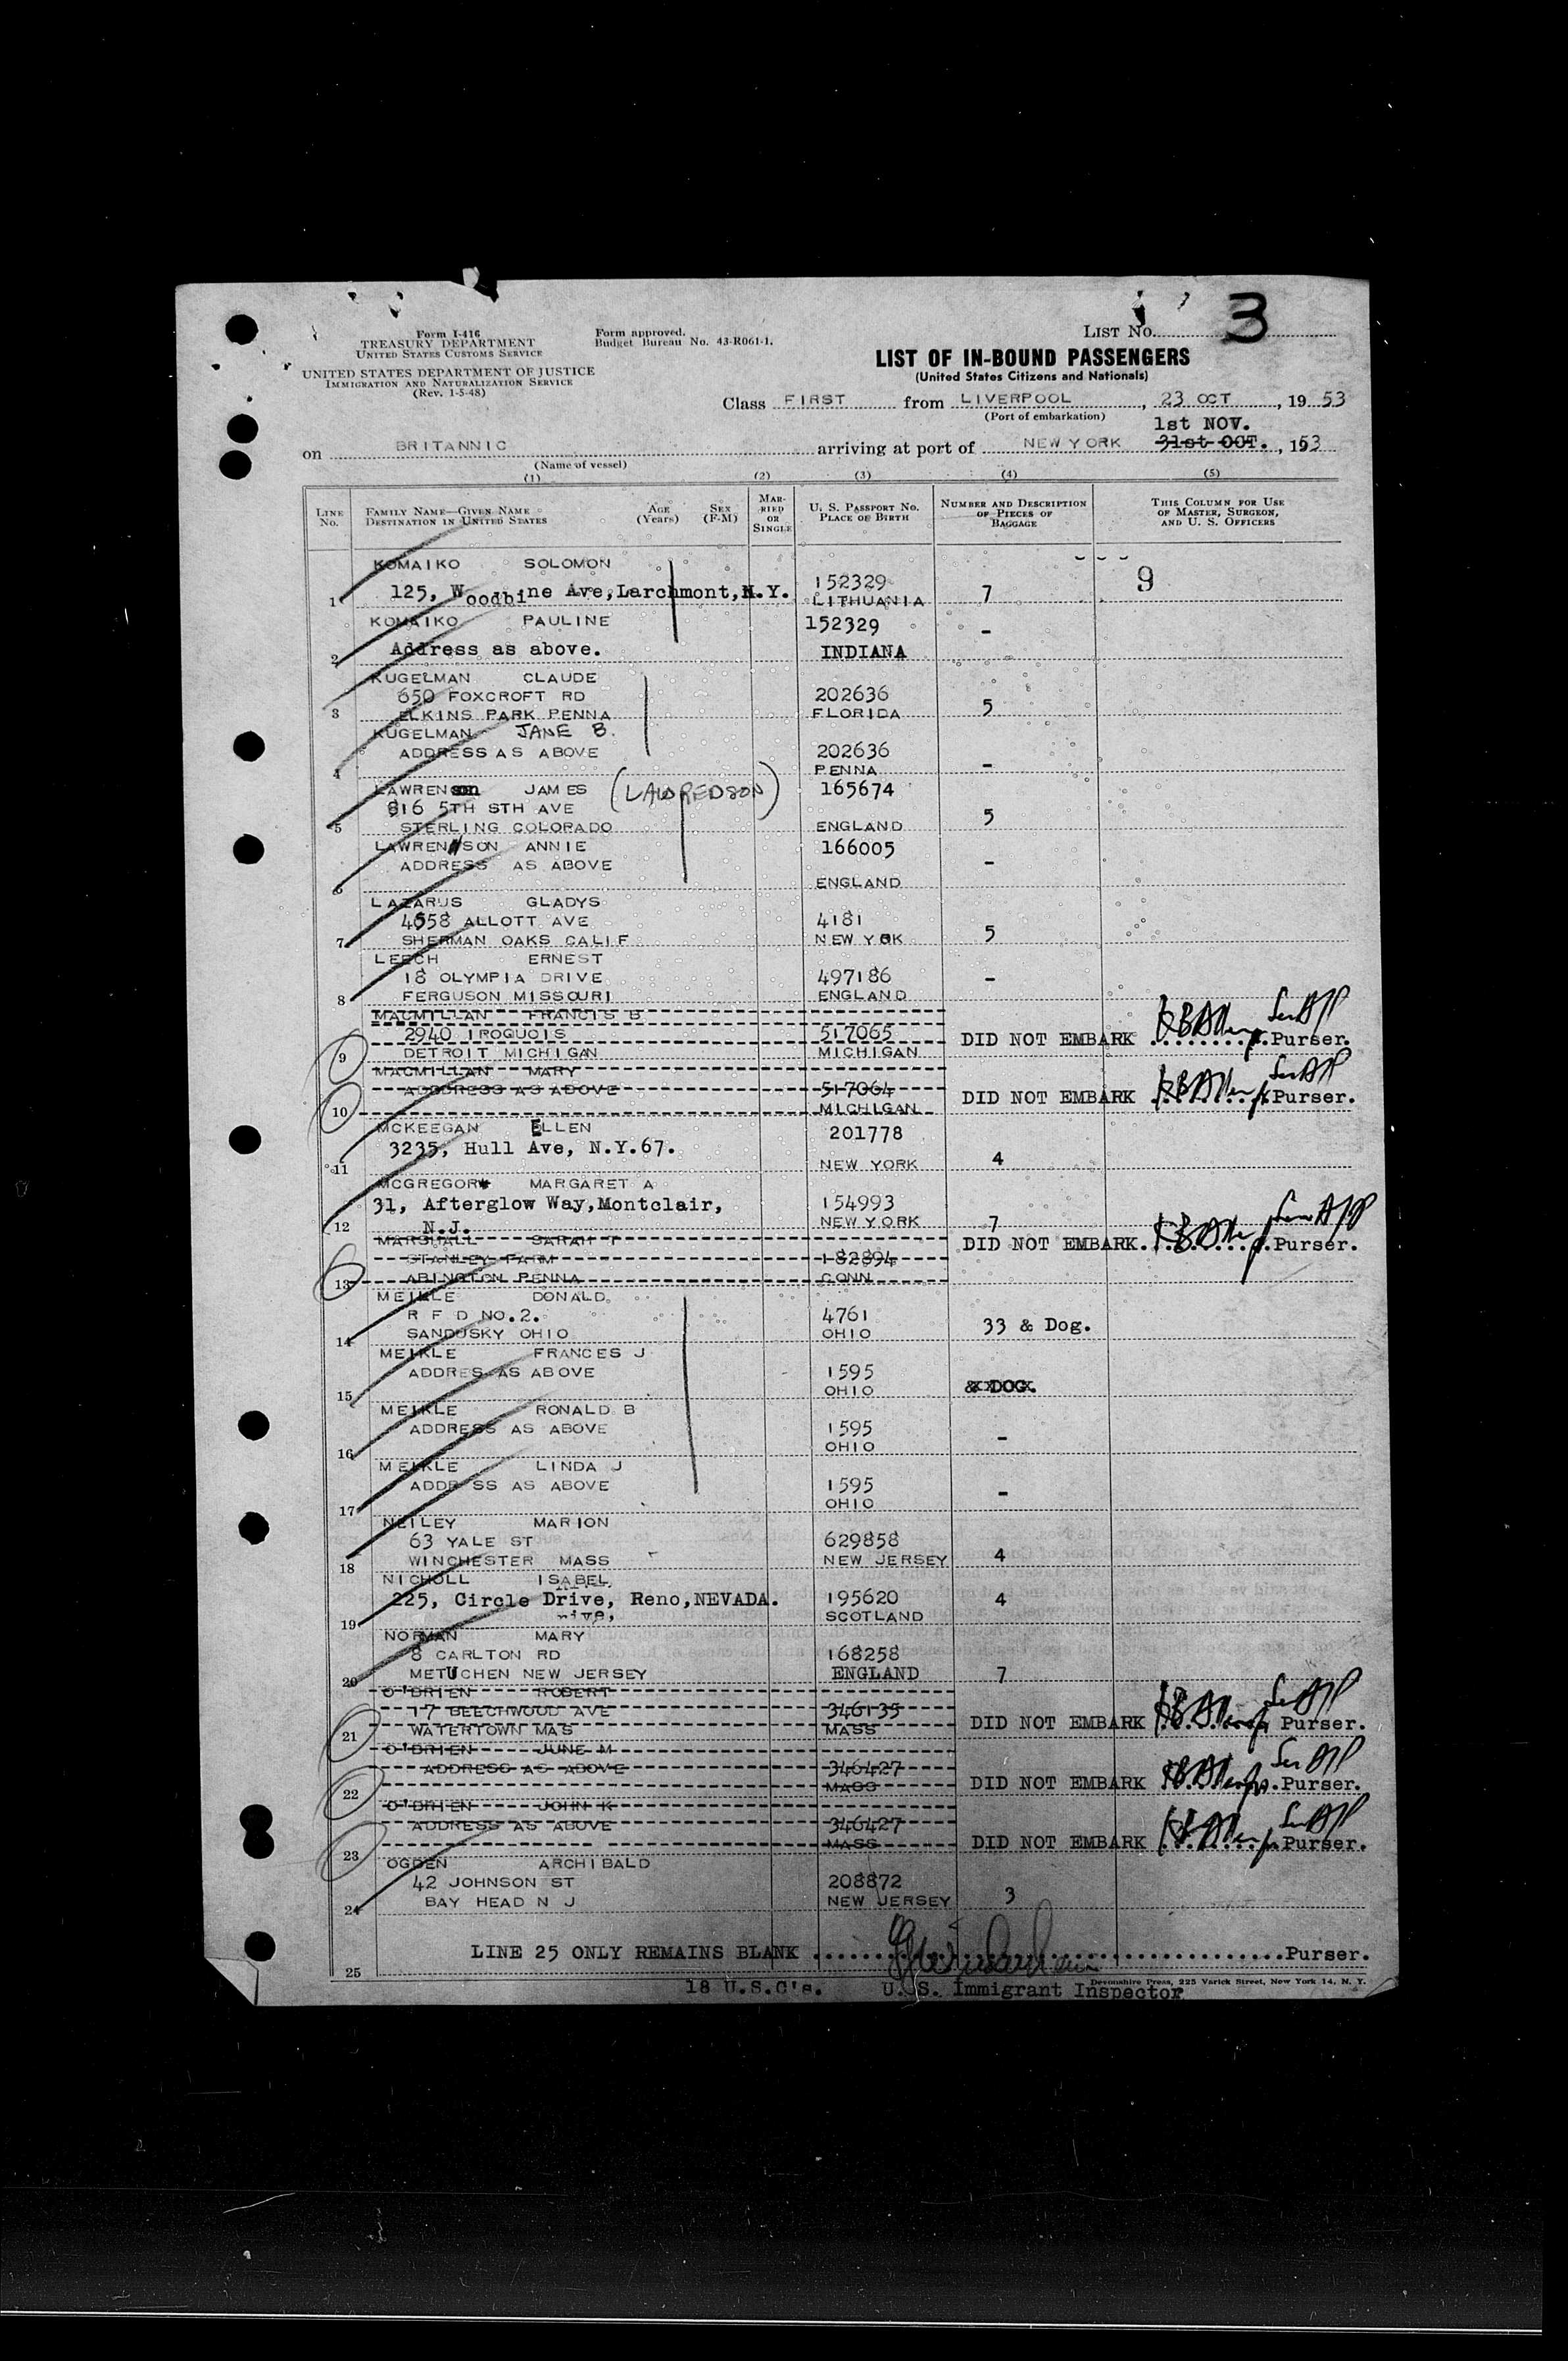 LIST NO. 3
Form I-416
TREASURY DEPARTMENT
UNITED STATES CUSTOMS SERVICE
UNITED STATES DEPARTMENT OF JUSTICE
IMMIGRATION AND NATURALIZATION SERVICE
(Rev. 1-5-48)
Form approved.
Budget Bureau No. 43-R061-1.
LIST OF IN-BOUND PASSENGERS
(United States Citizens and Nationals)
Class FIRST from LIVERPOOL, 23 OCT, 1953
(Port of embarkation)
1st NOV.
on BRITANNIC arriving at port of NEW YORK 31st OCT., 1953
(Name of vessel)
(1) (2) (3) (4) (5)
LINE NO.
FAMILY NAME—GIVEN NAME
DESTINATION IN UNITED STATES
AGE (Years)
SEX (F-M)
MARRIED OR SINGLE
U. S. PASSPORT NO.
PLACE OF BIRTH
NUMBER AND DESCRIPTION OF PIECES OF BAGGAGE
THIS COLUMN FOR USE OF MASTER, SURGEON, AND U. S. OFFICERS
KOMAIKO SOLOMON
152329 9
1 125, Woodbine Ave,Larchmont,N.Y. LITHUANIA 7
KOMAIKO PAULINE 152329 -
2 Address as above. INDIANA
KUGELMAN CLAUDE
650 FOXCROFT RD 202636
3 ELKINS PARK PENNA FLORIDA 5
KUGELMAN JANE B.
ADDRESS AS ABOVE 202636
4 PENNA -
LAWRENson JAMES (LAWREDSON) 165674
816 5TH STH AVE
5 STERLING COLORADO ENGLAND 5
LAWRENSON ANNIE 166005
ADDRESS AS ABOVE -
6 ENGLAND
LAZARUS GLADYS
4658 ALLOTT AVE 4181
7 SHERMAN OAKS CALIF NEW YORK 5
LEECH ERNEST
18 OLYMPIA DRIVE 497186 -
8 FERGUSON MISSOURI ENGLAND
MACMILLAN FRANCIS B
2940 IROQUOIS 517065 DID NOT EMBARK Purser.
9 DETROIT MICHIGAN MICHIGAN
MACMILLAN MARY
ADDDRESS AS ABOVE 517064 DID NOT EMBARK Purser.
10 MICHIGAN
MCKEEGAN ELLEN 201778
3235, Hull Ave, N.Y.67.
11 NEW YORK 4
MCGREGOR MARGARET A
31, Afterglow Way,Montclair, 154993
12 N.J. NEW YORK 7
MARSHALL SARAH T DID NOT EMBARK Purser.
STANLEY FARM 182894
13 ABINGTON PENNA CONN
MEIKLE DONALD
R F D NO.2. 4761
14 SANDUSKY OHIO OHIO 33 & Dog.
MEIKLE FRANCES J
ADDRES AS ABOVE 1595
15 OHIO & DOG.
MEIKLE RONALD B
ADDRESS AS ABOVE 1595
16 OHIO -
MEIKLE LINDA J
ADDR SS AS ABOVE 1595
17 OHIO -
NEILEY MARION
63 YALE ST 629858
18 WINCHESTER MASS NEW JERSEY 4
NICHOLL ISABEL
225, Circle Drive, Reno,NEVADA. 195620 4
19 SCOTLAND
NORMAN MARY
8 CARLTON RD 168258
20 METUCHEN NEW JERSEY ENGLAND 7
O'BRIEN ROBERT
17 BEECHWOOD AVE 346135 DID NOT EMBARK Purser.
21 WATERTOWN MAS MASS
O'BRIEN JUNE M
ADDRESS AS ABOVE 346427 DID NOT EMBARK Purser.
22 MASS
O'BRIEN JOHN K
ADDRESS AS ABOVE 346427
23 MASS DID NOT EMBARK Purser.
OGDEN ARCHIBALD
42 JOHNSON ST 208872
24 BAY HEAD N J NEW JERSEY 3
LINE 25 ONLY REMAINS BLANK Purser.
25
Devonshire Press, 225 Varick Street, New York 14, N. Y.
18 U.S.C's. U. S. Immigrant Inspector